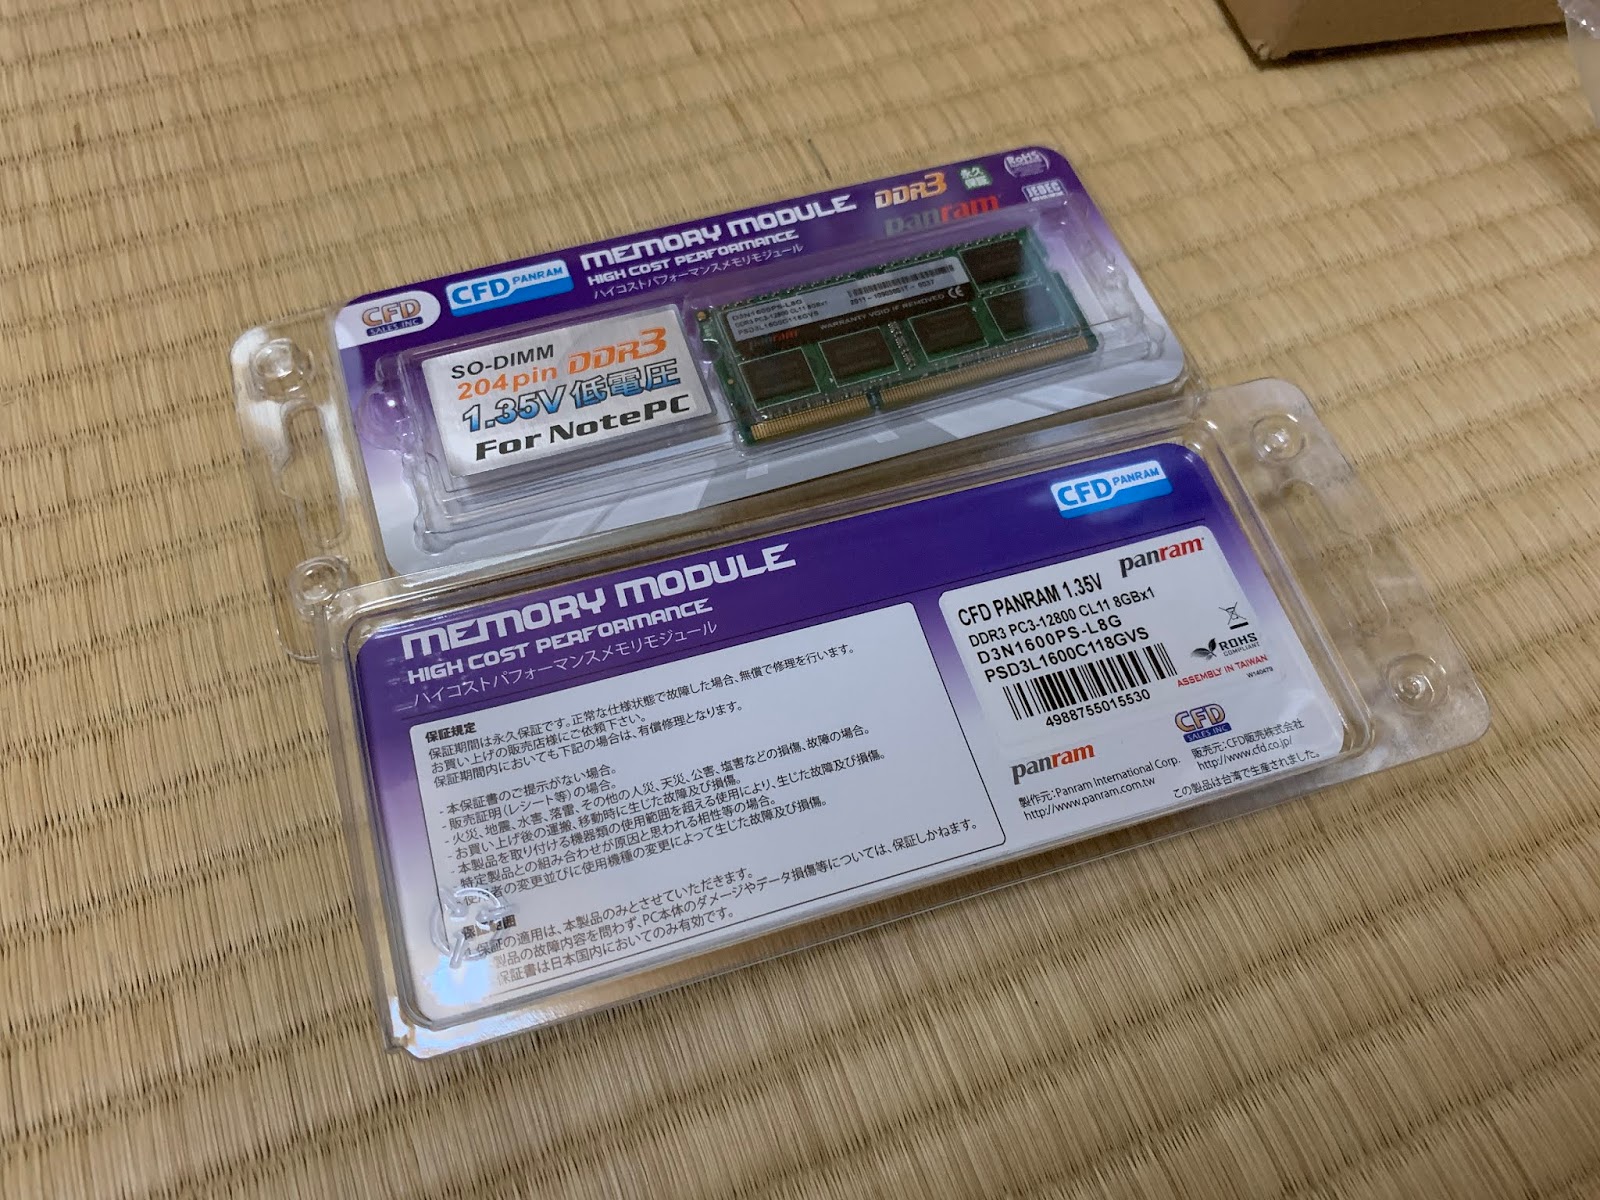 CFD
SALES INC.
CFD PANRAM
MEMORY MODULE
HIGH COST PERFORMANCE
ハイコストパフォーマンスメモリモジュール
DDR3
永久
保証
RoHS
JEDEC
panram
SO-DIMM
204pin DDR3
1.35V 低電圧
For NotePC
D3N1600PS-L8G
DDR3 PC3-12800 CL11 8GBx1
PSD3L1600C118GVS
panram
WARRANTY VOID IF REMOVED CE
CFD PANRAM
MEMORY MODULE
HIGH COST PERFORMANCE
ハイコストパフォーマンスメモリモジュール
保証規定
保証期間は永久保証です。正常な仕様状態で故障した場合、無償で修理を行います。
お買い上げの販売店様にご依頼下さい。
保証期間内においても下記の場合は、有償修理となります。
- 本保証書のご提示がない場合。
- 販売証明(レシート等)の場合。
- 火災、地震、水害、落雷、その他の人災、天災、公害、塩害などの損傷、故障の場合。
- お買い上げ後の運搬、移動時に生じた故障及び損傷。
- 本製品を取り付ける機器類の使用範囲を超える使用により、生じた故障及び損傷。
- 特定製品との組み合わせが原因と思われる相性等の場合。
- 使用者の変更並びに使用機種の変更によって生じた故障及び損傷。
保証範囲
保証の適用は、本製品のみとさせていただきます。
製品の故障内容を問わず、PC本体のダメージやデータ損傷等については、保証しかねます。
保証書は日本国内においてのみ有効です。
panram
CFD PANRAM 1.35V
DDR3 PC3-12800 CL11 8GBx1
D3N1600PS-L8G
PSD3L1600C118GVS
4988755015530
ROHS
COMPLIANT
ASSEMBLY IN TAIWAN
W140479
panram
製作元：Panram International Corp.
http://www.panram.com.tw
CFD
SALES INC.
販売元：CFD販売株式会社
http://www.cfd.co.jp/
この製品は台湾で生産されました。